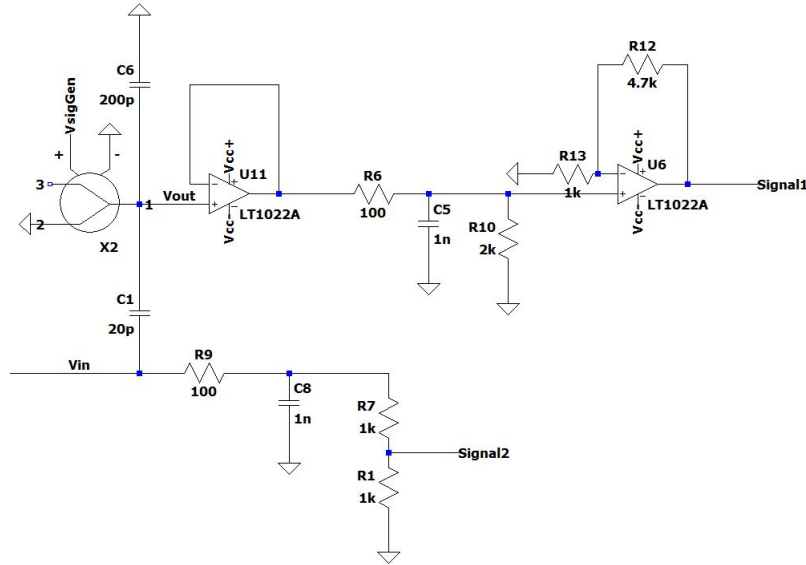 C6
200p
VsigGen
+
-
3
2
1
X2
Vout
-
+
Vcc+
+
-
Vcc-
U11
LT1022A
R6
100
C5
1n
R10
2k
R13
1k
R12
4.7k
-
+
Vcc+
+
-
Vcc-
U6
LT1022A
Signal1
C1
20p
Vin
R9
100
C8
1n
R7
1k
Signal2
R1
1k